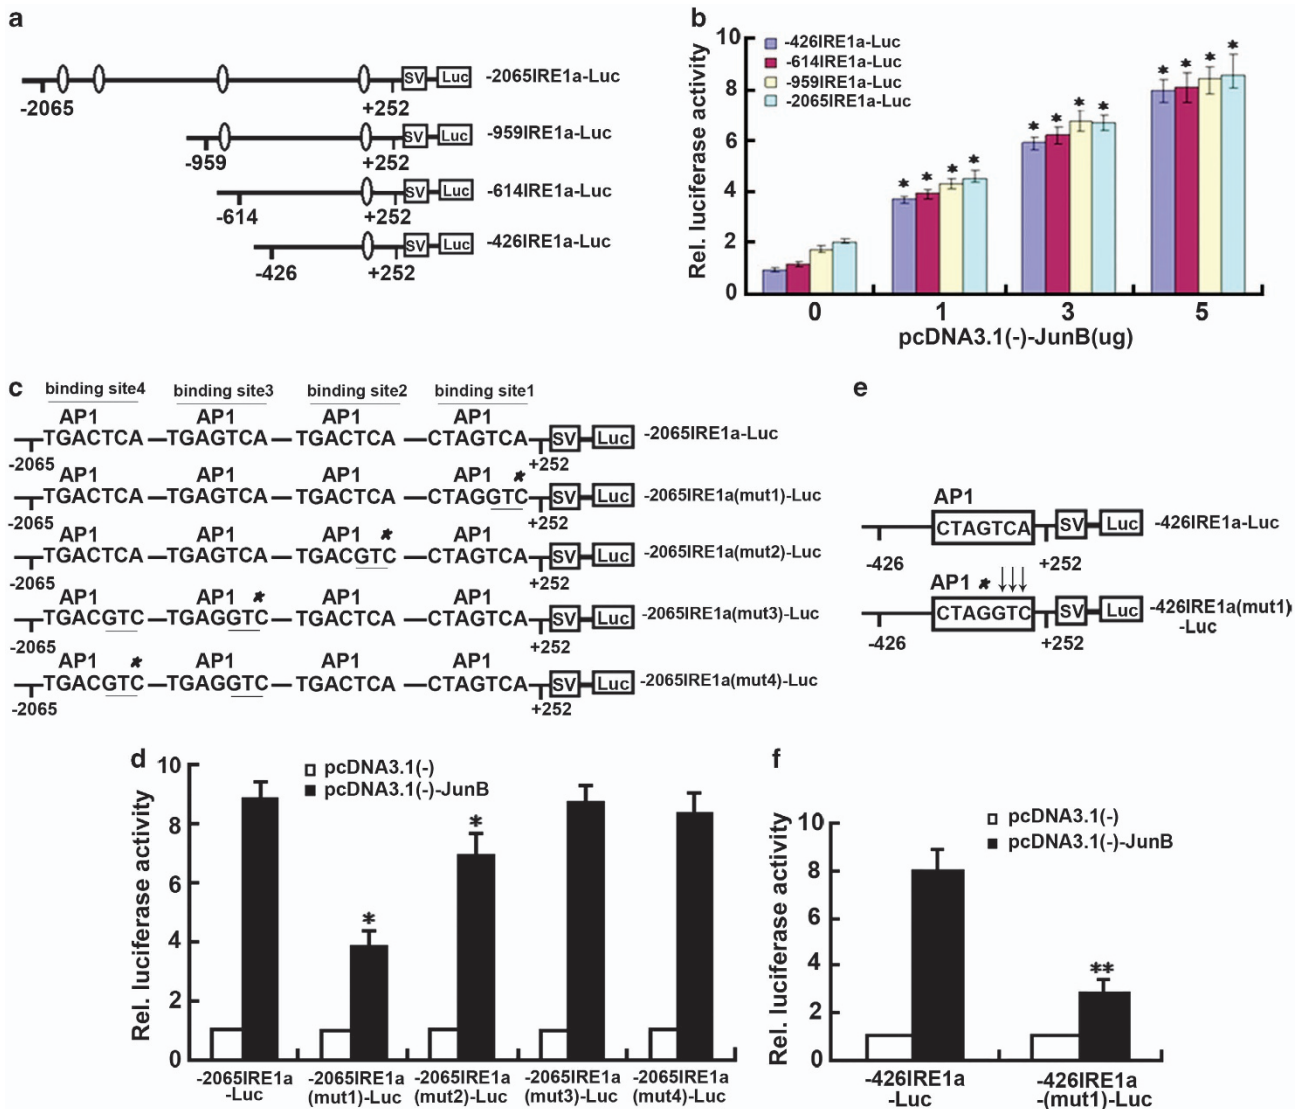 a
SV Luc -2065IRE1a-Luc
-2065 +252
SV Luc -959IRE1a-Luc
-959 +252
SV Luc -614IRE1a-Luc
-614 +252
SV Luc -426IRE1a-Luc
-426 +252
b
Rel. luciferase activity
10
8
6
4
2
0
-426IRE1a-Luc
-614IRE1a-Luc
-959IRE1a-Luc
-2065IRE1a-Luc
* * * *
* * * *
* * * *
0 1 3 5
pcDNA3.1(-)-JunB(ug)
c
binding site4 binding site3 binding site2 binding site1
AP1 AP1 AP1 AP1
TGACTCA TGAGTCA TGACTCA CTAGTCA SV Luc -2065IRE1a-Luc
-2065 +252
AP1 AP1 AP1 AP1 *
TGACTCA TGAGTCA TGACTCA CTAGGTC SV Luc -2065IRE1a(mut1)-Luc
-2065 +252
AP1 AP1 AP1 * AP1
TGACTCA TGAGTCA TGACGTC CTAGTCA SV Luc -2065IRE1a(mut2)-Luc
-2065 +252
AP1 AP1 * AP1 AP1
TGACGTC TGAGGTC TGACTCA CTAGTCA SV Luc -2065IRE1a(mut3)-Luc
-2065 +252
AP1 * AP1 AP1 AP1
TGACGTC TGAGGTC TGACTCA CTAGTCA SV Luc -2065IRE1a(mut4)-Luc
-2065 +252
e
AP1
CTAGTCA SV Luc -426IRE1a-Luc
-426 +252
AP1 * ↓↓↓
CTAGGTC SV Luc -426IRE1a(mut1)
-Luc
-426 +252
d
Rel. luciferase activity
10
8
6
4
2
0
pcDNA3.1(-)
pcDNA3.1(-)-JunB
*
*
-2065IRE1a -2065IRE1a -2065IRE1a -2065IRE1a -2065IRE1a
-Luc (mut1)-Luc (mut2)-Luc (mut3)-Luc (mut4)-Luc
f
Rel. luciferase activity
10
8
6
4
2
0
pcDNA3.1(-)
pcDNA3.1(-)-JunB
**
-426IRE1a -426IRE1a
-Luc -(mut1)-Luc